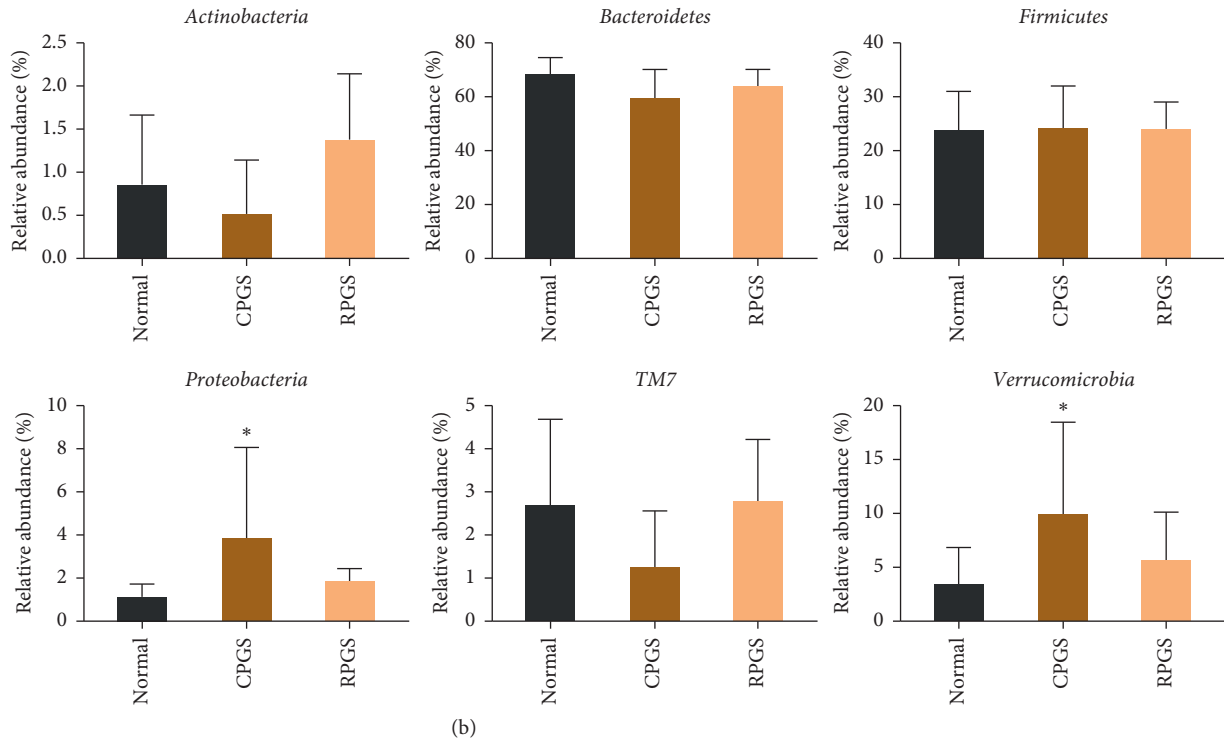 Actinobacteria
Relative abundance (%)
2.5
2.0
1.5
1.0
0.5
0.0
Normal
CPGS
RPGS
Bacteroidetes
Relative abundance (%)
80
60
40
20
0
Normal
CPGS
RPGS
Firmicutes
Relative abundance (%)
40
30
20
10
0
Normal
CPGS
RPGS
Proteobacteria
Relative abundance (%)
10
8
6
4
2
0
*
Normal
CPGS
RPGS
TM7
Relative abundance (%)
5
4
3
2
1
0
Normal
CPGS
RPGS
Verrucomicrobia
Relative abundance (%)
20
15
10
5
0
*
Normal
CPGS
RPGS
(b)